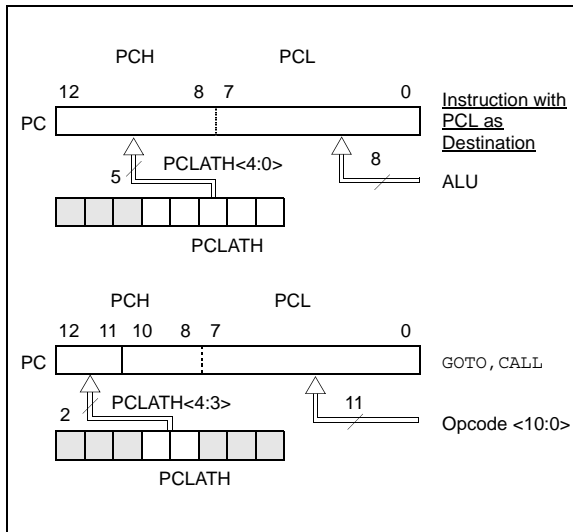 PCH PCL
12 8 7 0
PC
Instruction with
PCL as
Destination
5 PCLATH<4:0> 8 ALU
PCLATH
PCH PCL
12 11 10 8 7 0
PC GOTO, CALL
2 PCLATH<4:3> 11 Opcode <10:0>
PCLATH